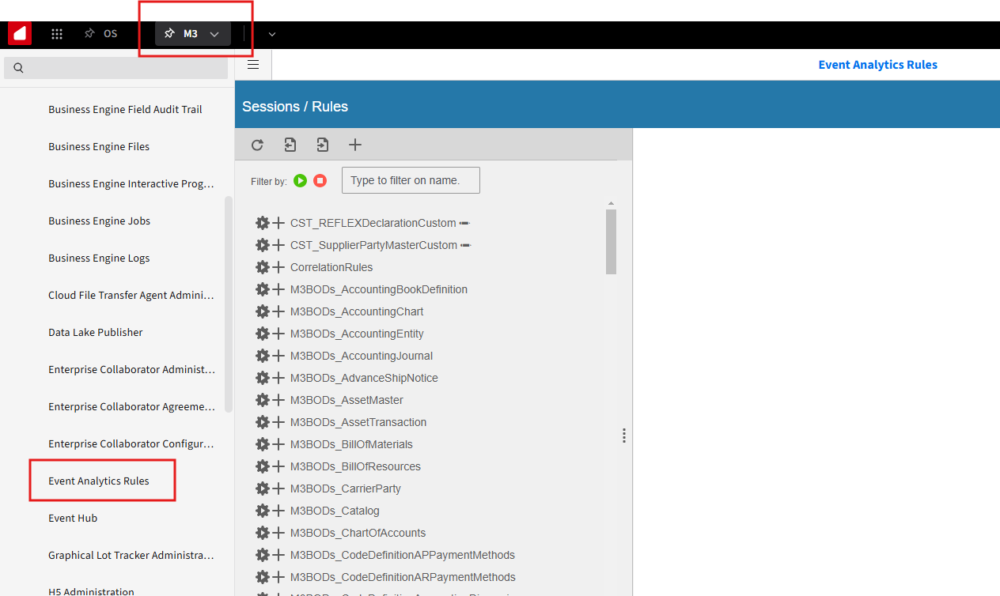 OS
M3
Event Analytics Rules
Business Engine Field Audit Trail
Business Engine Files
Business Engine Interactive Prog...
Business Engine Jobs
Business Engine Logs
Cloud File Transfer Agent Admini...
Data Lake Publisher
Enterprise Collaborator Administ...
Enterprise Collaborator Agreeme...
Enterprise Collaborator Configur...
Event Analytics Rules
Event Hub
Graphical Lot Tracker Administra...
H5 Administration
Sessions / Rules
Filter by:
Type to filter on name.
CST_REFLEXDeclarationCustom
CST_SupplierPartyMasterCustom
CorrelationRules
M3BODs_AccountingBookDefinition
M3BODs_AccountingChart
M3BODs_AccountingEntity
M3BODs_AccountingJournal
M3BODs_AdvanceShipNotice
M3BODs_AssetMaster
M3BODs_AssetTransaction
M3BODs_BillOfMaterials
M3BODs_BillOfResources
M3BODs_CarrierParty
M3BODs_Catalog
M3BODs_ChartOfAccounts
M3BODs_CodeDefinitionAPPaymentMethods
M3BODs_CodeDefinitionARPaymentMethods